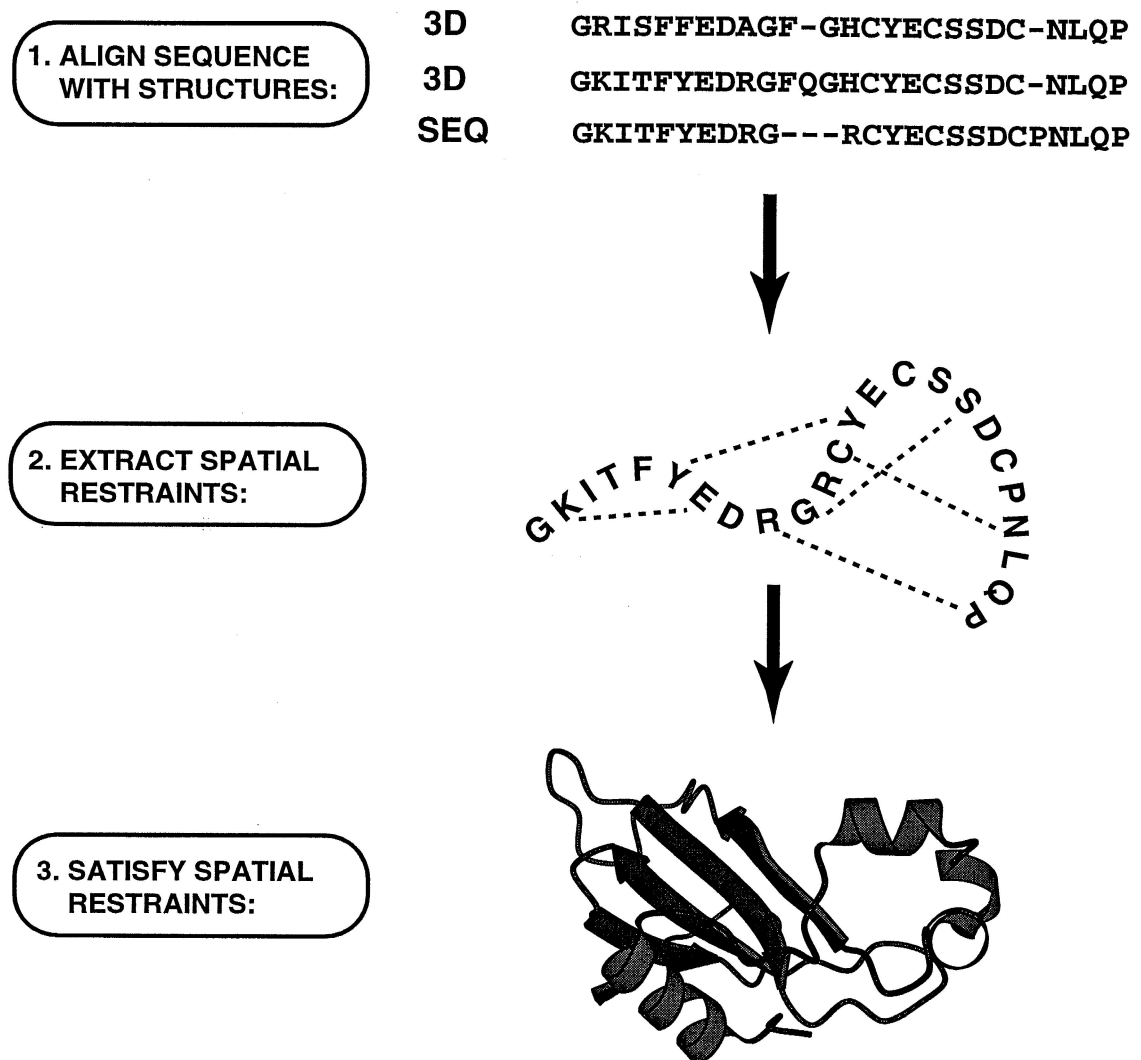 1. ALIGN SEQUENCE
WITH STRUCTURES:
3D GRISFFEDAGF-GHCYECSSDC-NLQP
3D GKITFYEDRGFQGHCYECSSDC-NLQP
SEQ GKITFYEDRG---RCYECSSDCPNLQP
2. EXTRACT SPATIAL
RESTRAINTS:
GKITFYEDRGRCYECSSDCPNLQP
3. SATISFY SPATIAL
RESTRAINTS: